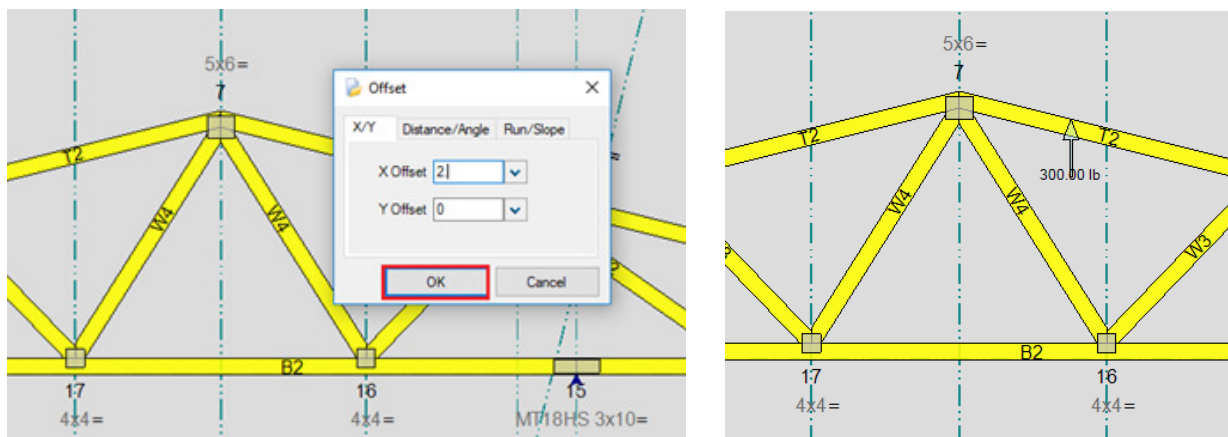 5x6=
7
T2
W4
W4
B2
17
16
15
4x4=
4x4=
MT18HS 3x10=
Offset
X/Y
Distance/Angle
Run/Slope
X Offset 2.
Y Offset 0
OK
Cancel
=
5x6=
7
T2
T2
300.00 lb
W4
W4
W3
B2
17
16
4x4=
4x4=